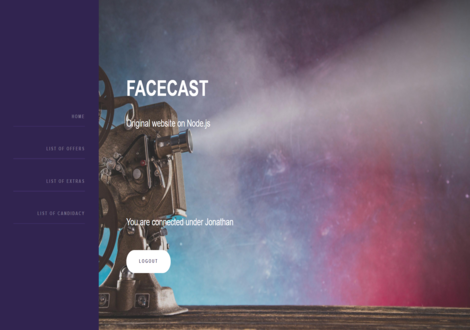 HOME
LIST OF OFFERS
LIST OF EXTRAS
LIST OF CANDIDACY
FACECAST
Original website on Node.js
You are connected under Jonathan
LOGOUT